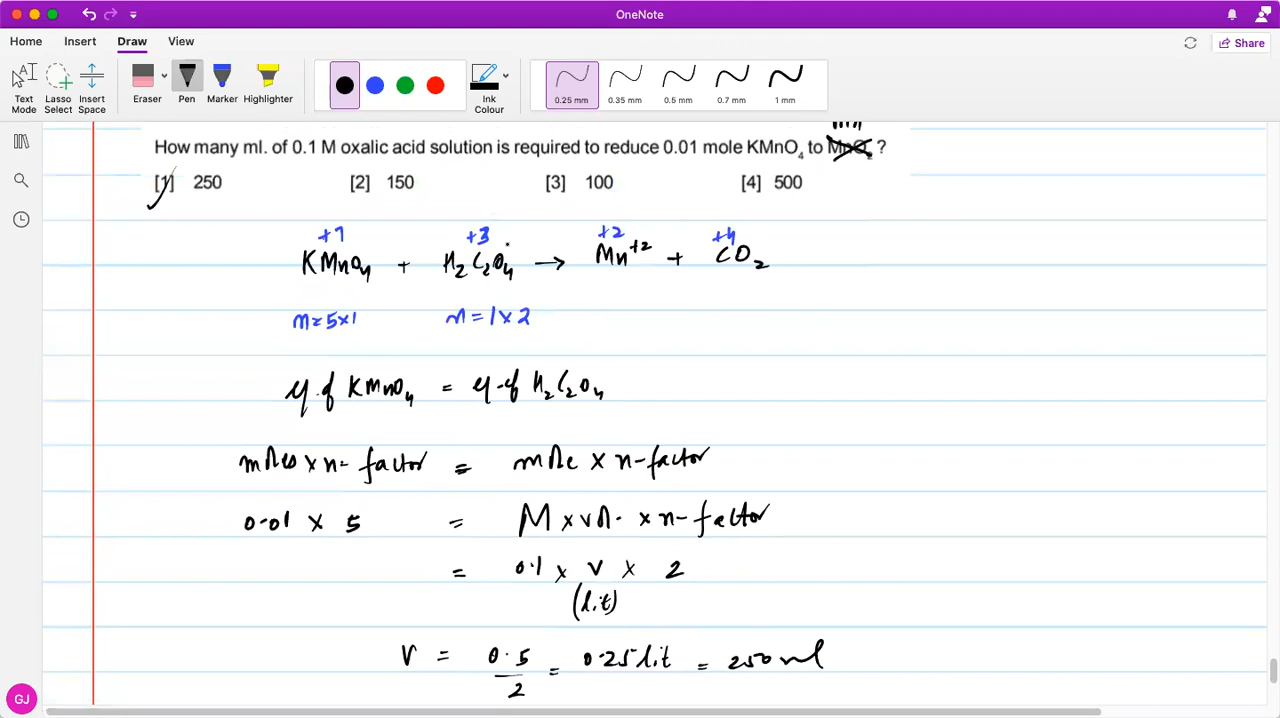 OneNote
Home Insert Draw View Share
Text Mode Lasso Select Insert Space Eraser Pen Marker Highlighter Ink Colour 0.25 mm 0.35 mm 0.5 mm 0.7 mm 1 mm
How many ml. of 0.1 M oxalic acid solution is required to reduce 0.01 mole KMnO4 to MnO2 ?
[1] 250 [2] 150 [3] 100 [4] 500
+7 +3 +2 +4
KMnO4 + H2C2O4 → Mn+2 + CO2
n=5×1 n=1×2
eq.of KMnO4 = eq.of H2C2O4
moles × n-factor = mole × n-factor
0.01 × 5 = M × vol. × n-factor
= 0.1 × V × 2
(lit)
V = 0.5/2 = 0.25 lit = 250 ml
GJ